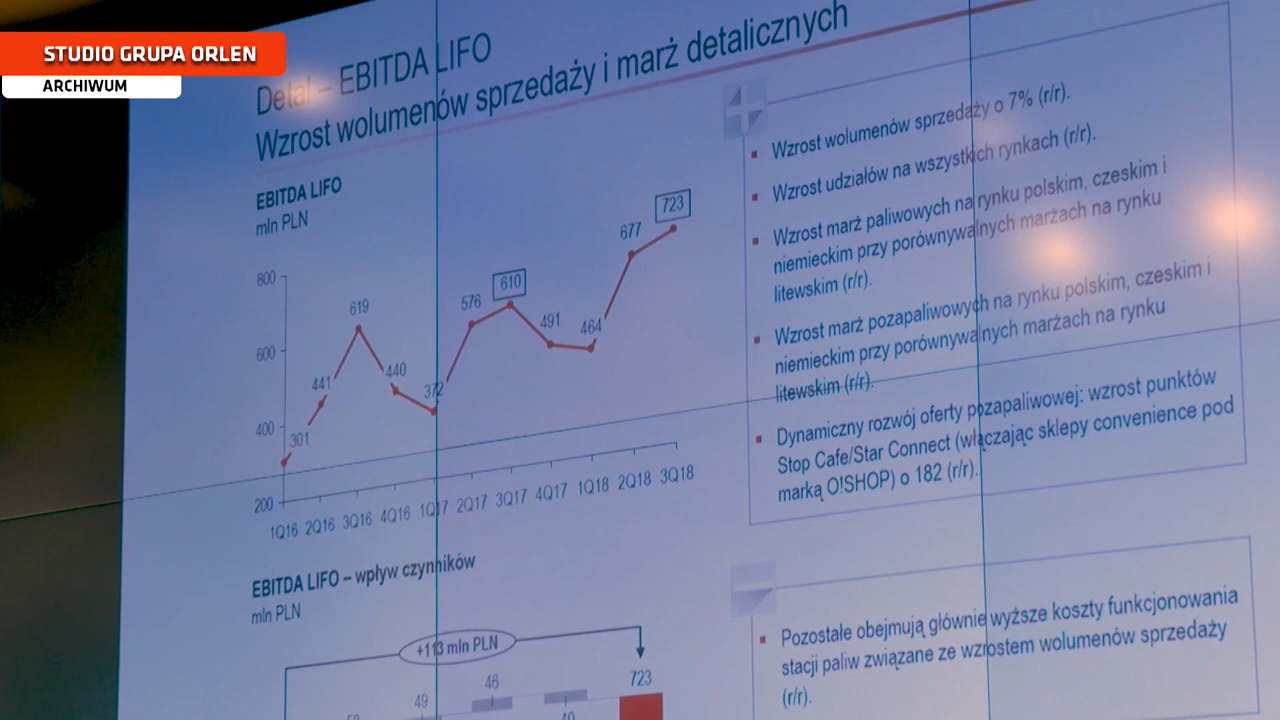 STUDIO GRUPA ORLEN
ARCHIWUM
Detal – EBITDA LIFO
Wzrost wolumenów sprzedaży i marż detalicznych
EBITDA LIFO
mln PLN
800
600
400
200
301
441
619
440
372
576
610
491
464
677
723
1Q16 2Q16 3Q16 4Q16 1Q17 2Q17 3Q17 4Q17 1Q18 2Q18 3Q18
EBITDA LIFO – wpływ czynników
mln PLN
+113 mln PLN
49
46
40
723
Wzrost wolumenów sprzedaży o 7% (r/r).
Wzrost udziałów na wszystkich rynkach (r/r).
Wzrost marż paliwowych na rynku polskim, czeskim i
niemieckim przy porównywalnych marżach na rynku
litewskim (r/r).
Wzrost marż pozapaliwowych na rynku polskim, czeskim i
niemieckim przy porównywalnych marżach na rynku
litewskim (r/r).
Dynamiczny rozwój oferty pozapaliwowej: wzrost punktów
Stop Cafe/Star Connect (włączając sklepy convenience pod
marką O!SHOP) o 182 (r/r).
Pozostałe obejmują głównie wyższe koszty funkcjonowania
stacji paliw związane ze wzrostem wolumenów sprzedaży
(r/r).